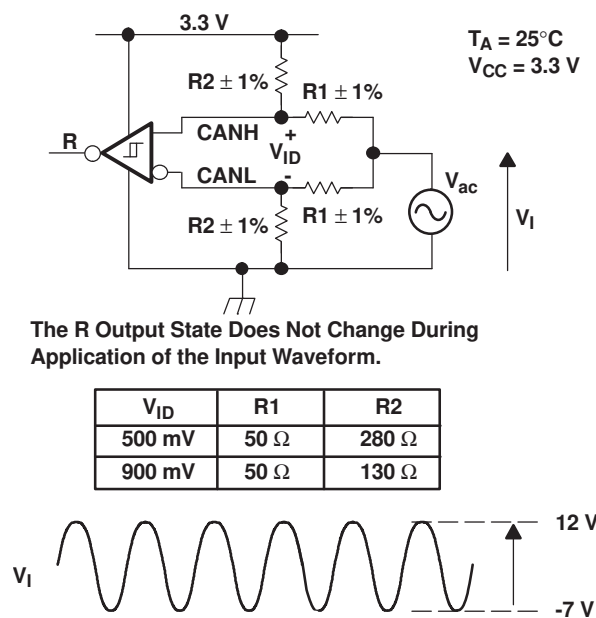 3.3 V
T_A = 25°C
V_CC = 3.3 V
R2 ± 1%
R1 ± 1%
R
CANH
+
V_ID
CANL
-
V_ac
V_I
R2 ± 1%
R1 ± 1%
The R Output State Does Not Change During
Application of the Input Waveform.
V_ID R1 R2
500 mV 50 Ω 280 Ω
900 mV 50 Ω 130 Ω
12 V
V_I
-7 V